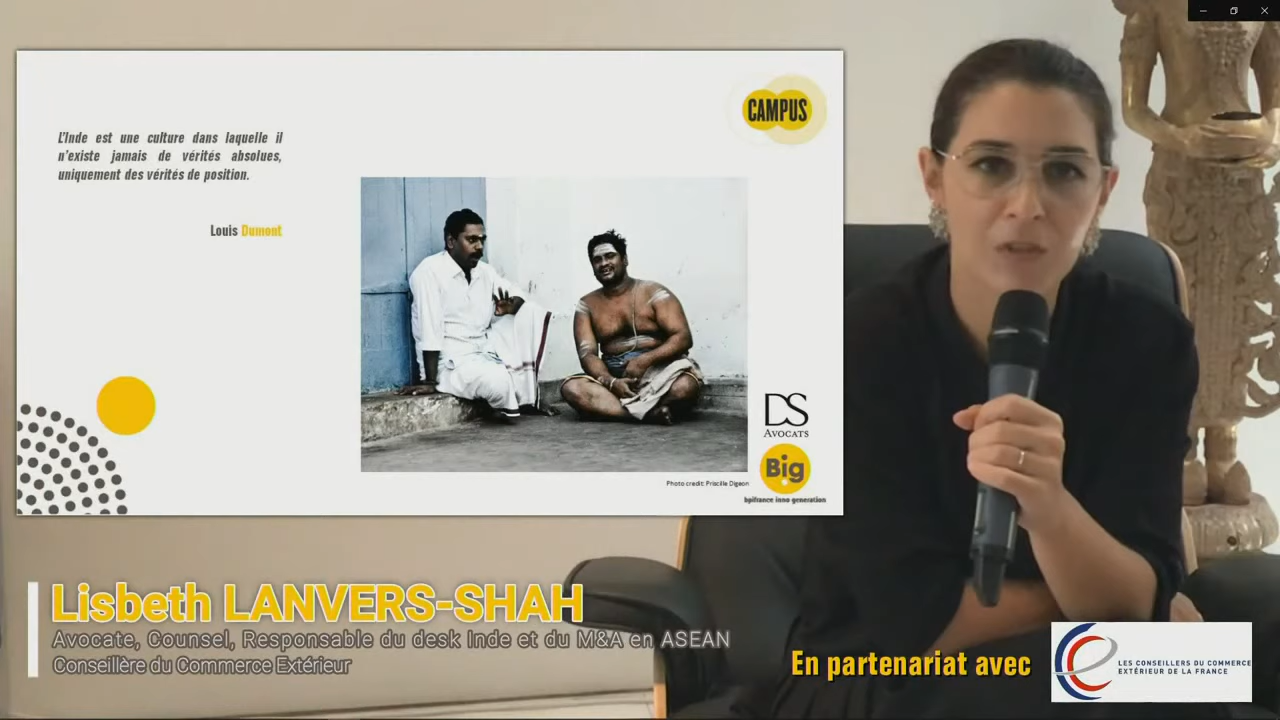 CAMPUS
L'Inde est une culture dans laquelle il
n'existe jamais de vérités absolues,
uniquement des vérités de position.
Louis Dumont
DS
AVOCATS
Big
bpifrance inno generation
Photo credit: Priscille Digeon
Lisbeth LANVERS-SHAH
Avocate, Counsel, Responsable du desk Inde et du M&A en ASEAN
Conseillère du Commerce Extérieur
En partenariat avec
LES CONSEILLERS DU COMMERCE
EXTÉRIEUR DE LA FRANCE